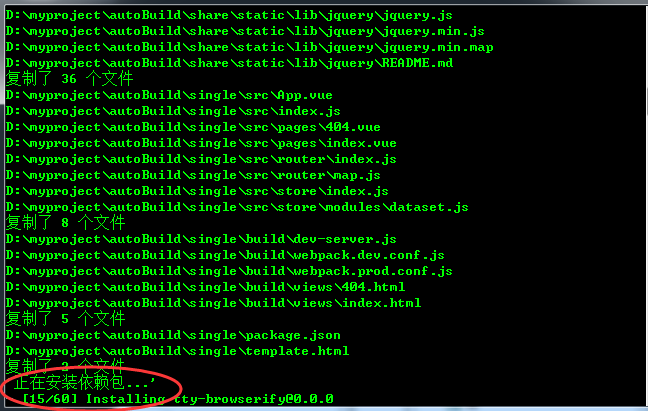 D:\myproject\autoBuild\share\static\lib\jquery\jquery.js
D:\myproject\autoBuild\share\static\lib\jquery\jquery.min.js
D:\myproject\autoBuild\share\static\lib\jquery\jquery.min.map
D:\myproject\autoBuild\share\static\lib\jquery\README.md
复制了 36 个文件
D:\myproject\autoBuild\single\src\App.vue
D:\myproject\autoBuild\single\src\index.js
D:\myproject\autoBuild\single\src\pages\404.vue
D:\myproject\autoBuild\single\src\pages\index.vue
D:\myproject\autoBuild\single\src\router\index.js
D:\myproject\autoBuild\single\src\router\map.js
D:\myproject\autoBuild\single\src\store\index.js
D:\myproject\autoBuild\single\src\store\modules\dataset.js
复制了 8 个文件
D:\myproject\autoBuild\single\build\dev-server.js
D:\myproject\autoBuild\single\build\webpack.dev.conf.js
D:\myproject\autoBuild\single\build\webpack.prod.conf.js
D:\myproject\autoBuild\single\build\views\404.html
D:\myproject\autoBuild\single\build\views\index.html
复制了 5 个文件
D:\myproject\autoBuild\single\package.json
D:\myproject\autoBuild\single\template.html
复制了 2 个文件
正在安装依赖包...'
[15/60] Installing tty-browserify@0.0.0